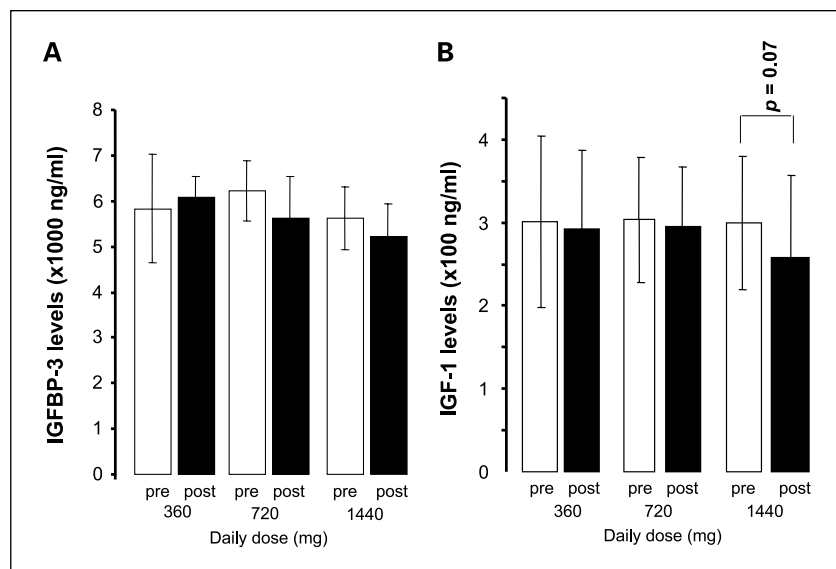 A
IGFBP-3 levels (x1000 ng/ml)
8
7
6
5
4
3
2
1
0
pre post pre post pre post
360 720 1440
Daily dose (mg)
B
p = 0.07
IGF-1 levels (x100 ng/ml)
4
3
2
1
0
pre post pre post pre post
360 720 1440
Daily dose (mg)